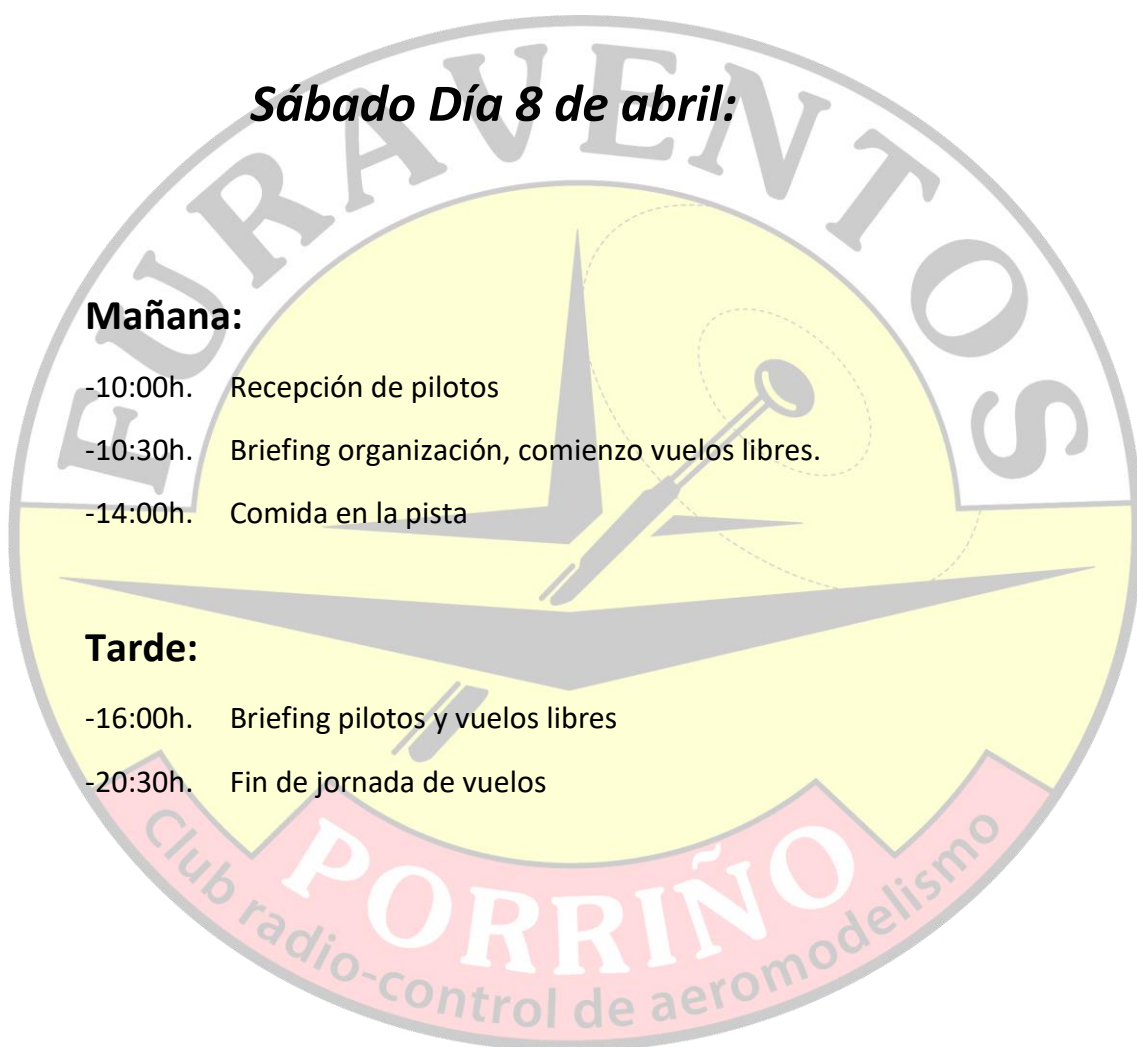 FURAVENTOS
Sábado Día 8 de abril:
Mañana:
-10:00h. Recepción de pilotos
-10:30h. Briefing organización, comienzo vuelos libres.
-14:00h. Comida en la pista
Tarde:
-16:00h. Briefing pilotos y vuelos libres
-20:30h. Fin de jornada de vuelos
PORRIÑO
Club radio-control de aeromodelismo